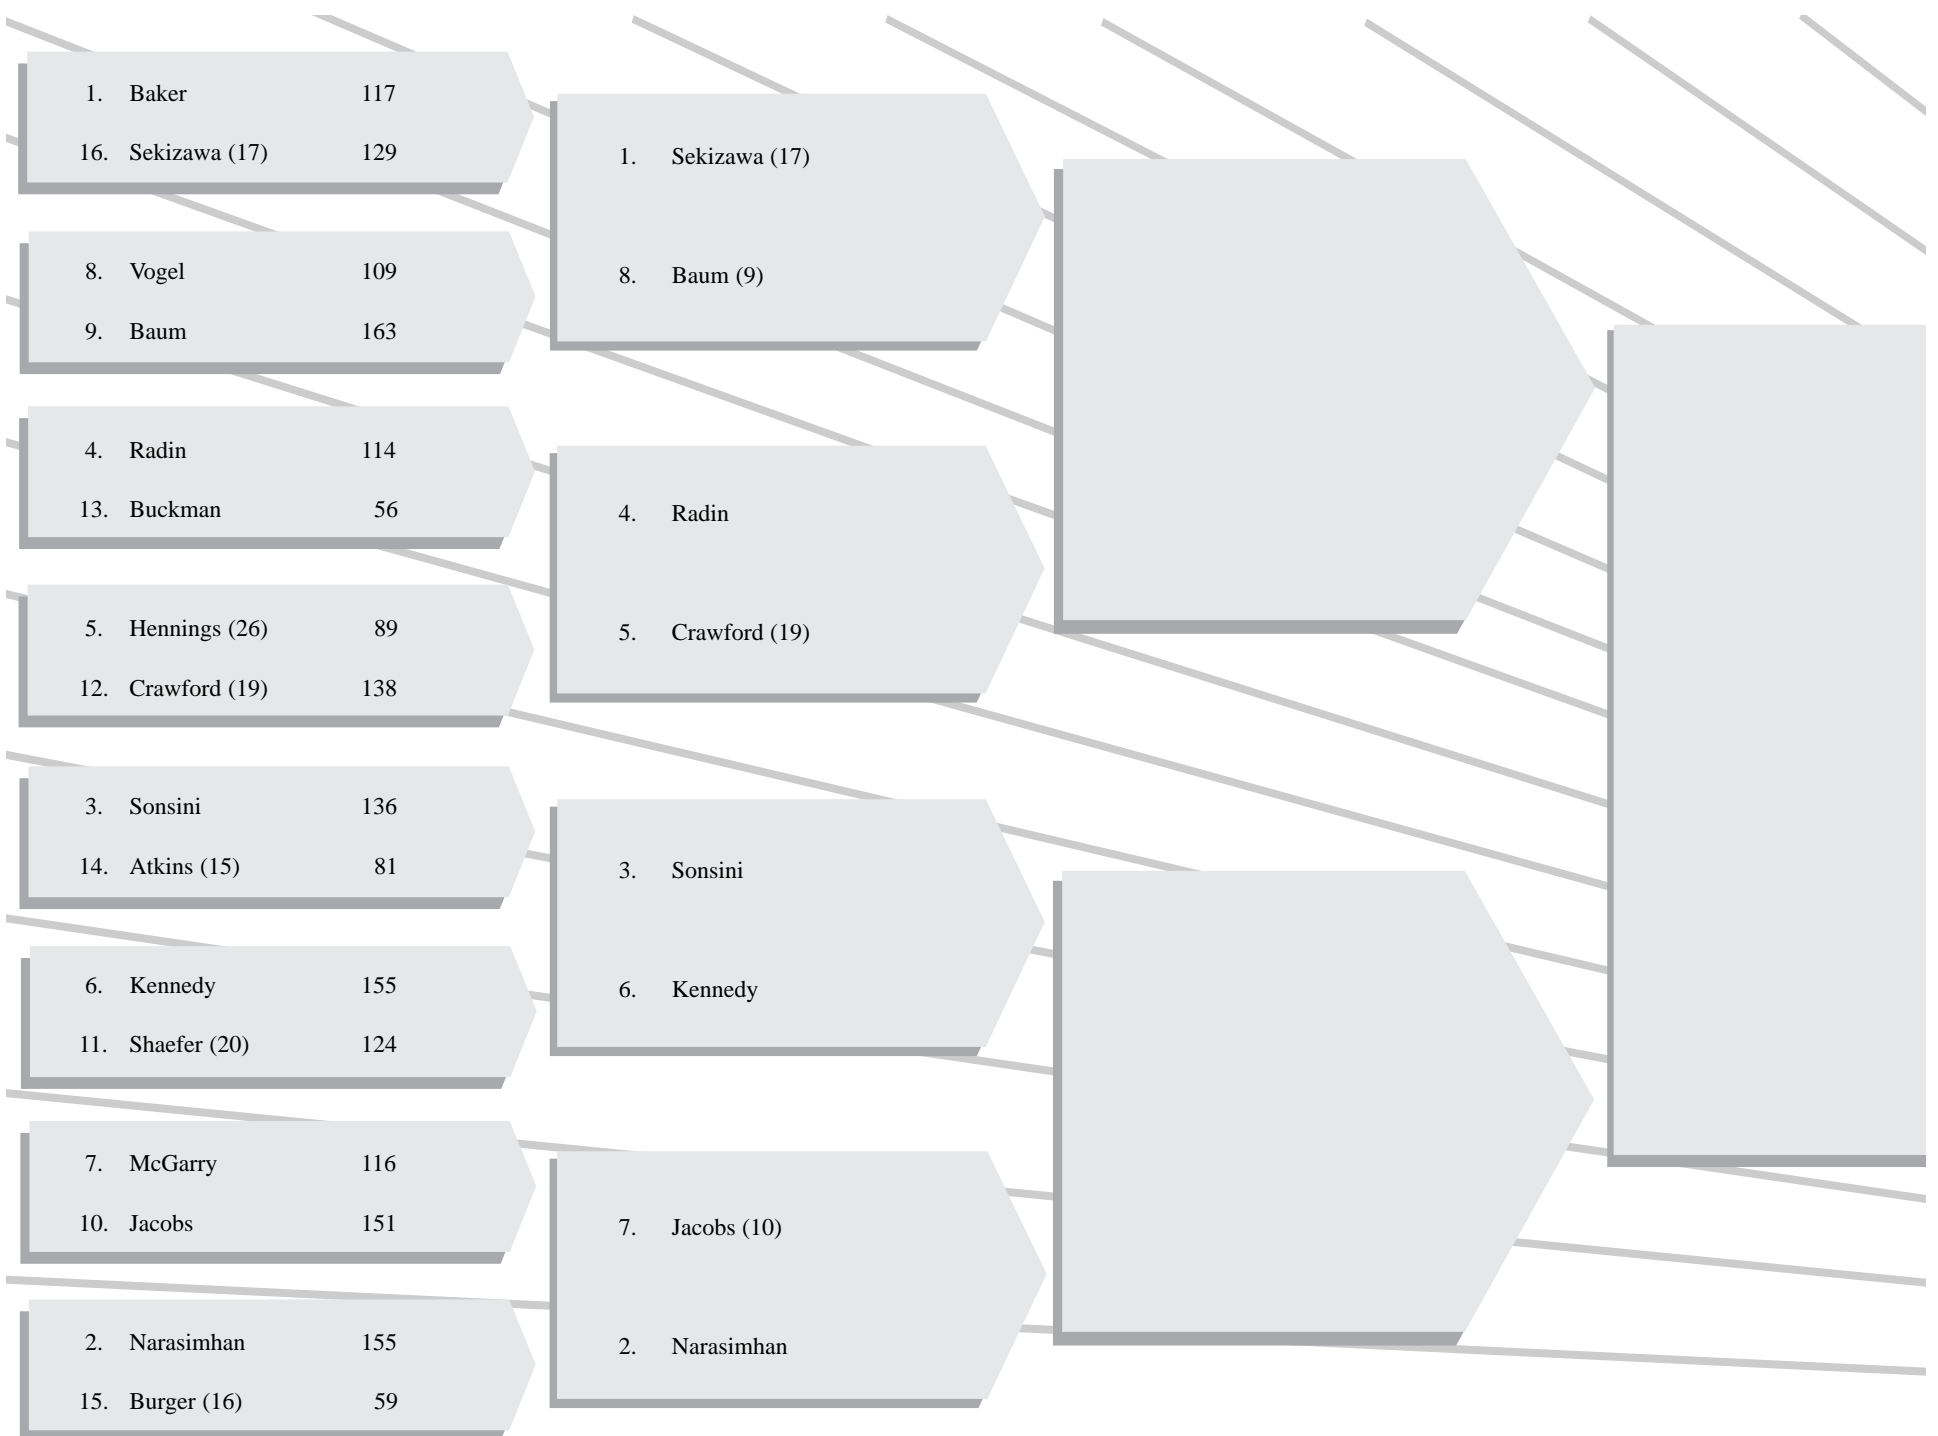 1. Baker 117
16. Sekizawa (17) 129
8. Vogel 109
9. Baum 163
4. Radin 114
13. Buckman 56
5. Hennings (26) 89
12. Crawford (19) 138
3. Sonsini 136
14. Atkins (15) 81
6. Kennedy 155
11. Shaefer (20) 124
7. McGarry 116
10. Jacobs 151
2. Narasimhan 155
15. Burger (16) 59
1. Sekizawa (17)
8. Baum (9)
4. Radin
5. Crawford (19)
3. Sonsini
6. Kennedy
7. Jacobs (10)
2. Narasimhan